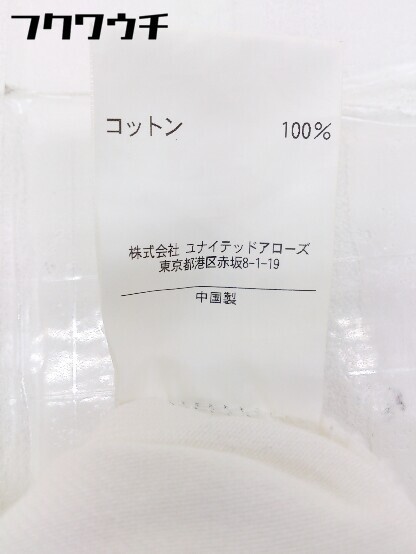 フクワウチ
コットン 100%
株式会社 ユナイテッドアローズ
東京都港区赤坂8-1-19
中国製